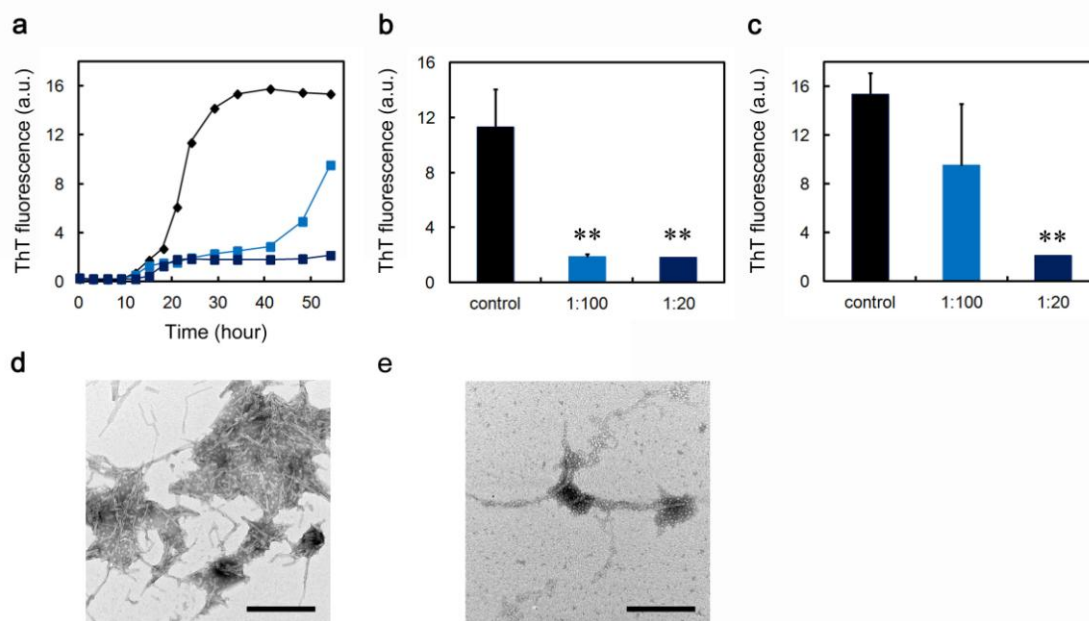 a
ThT fluorescence (a.u.)
16
12
8
4
0
0 10 20 30 40 50
Time (hour)
b
ThT fluorescence (a.u.)
16
12
8
4
0
** **
control 1:100 1:20
c
ThT fluorescence (a.u.)
16
12
8
4
0
**
control 1:100 1:20
d
e